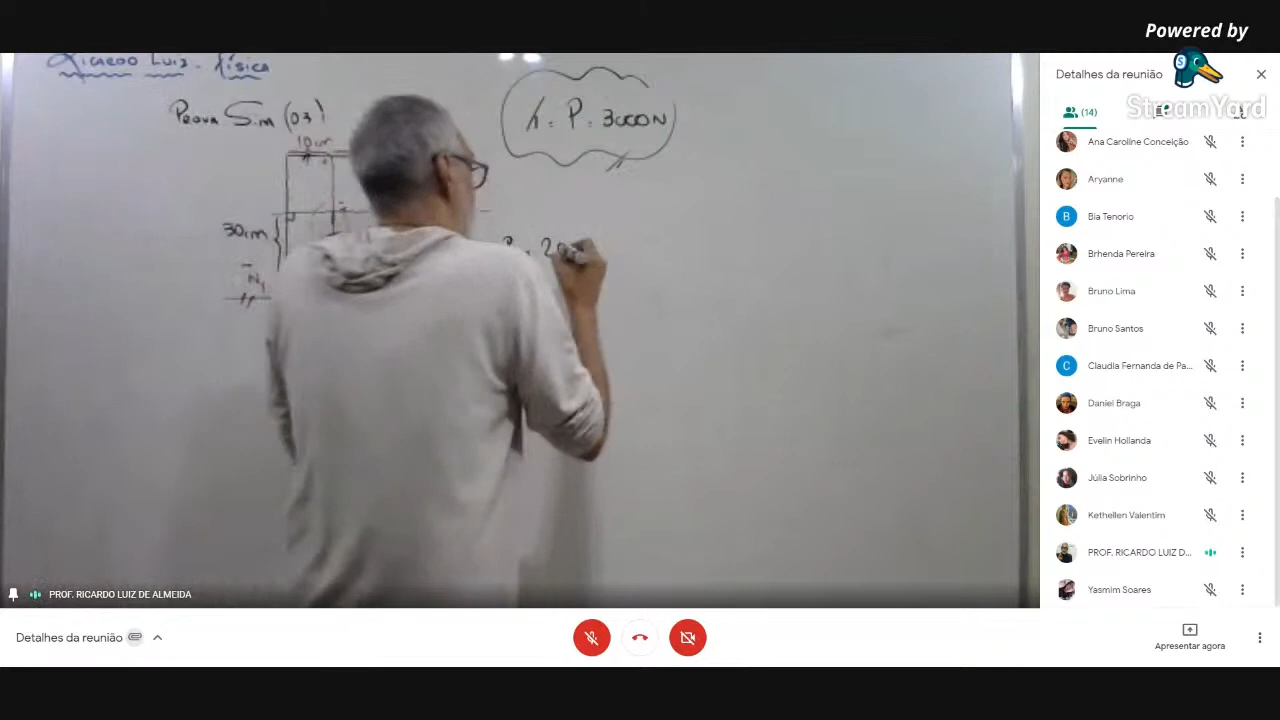 Powered by
StreamYard
Ricardo Luiz - física
Prova Sim (03)
10cm
30cm
N1
h = P = 3000N
PROF. RICARDO LUIZ DE ALMEIDA
Detalhes da reunião
(14)
Ana Caroline Conceição
Aryanne
B Bia Tenorio
Brhenda Pereira
Bruno Lima
Bruno Santos
C Claudia Fernanda de Pa...
Daniel Braga
Evelin Hollanda
Júlia Sobrinho
Kethellen Valentim
PROF. RICARDO LUIZ D...
Yasmim Soares
Detalhes da reunião
Apresentar agora